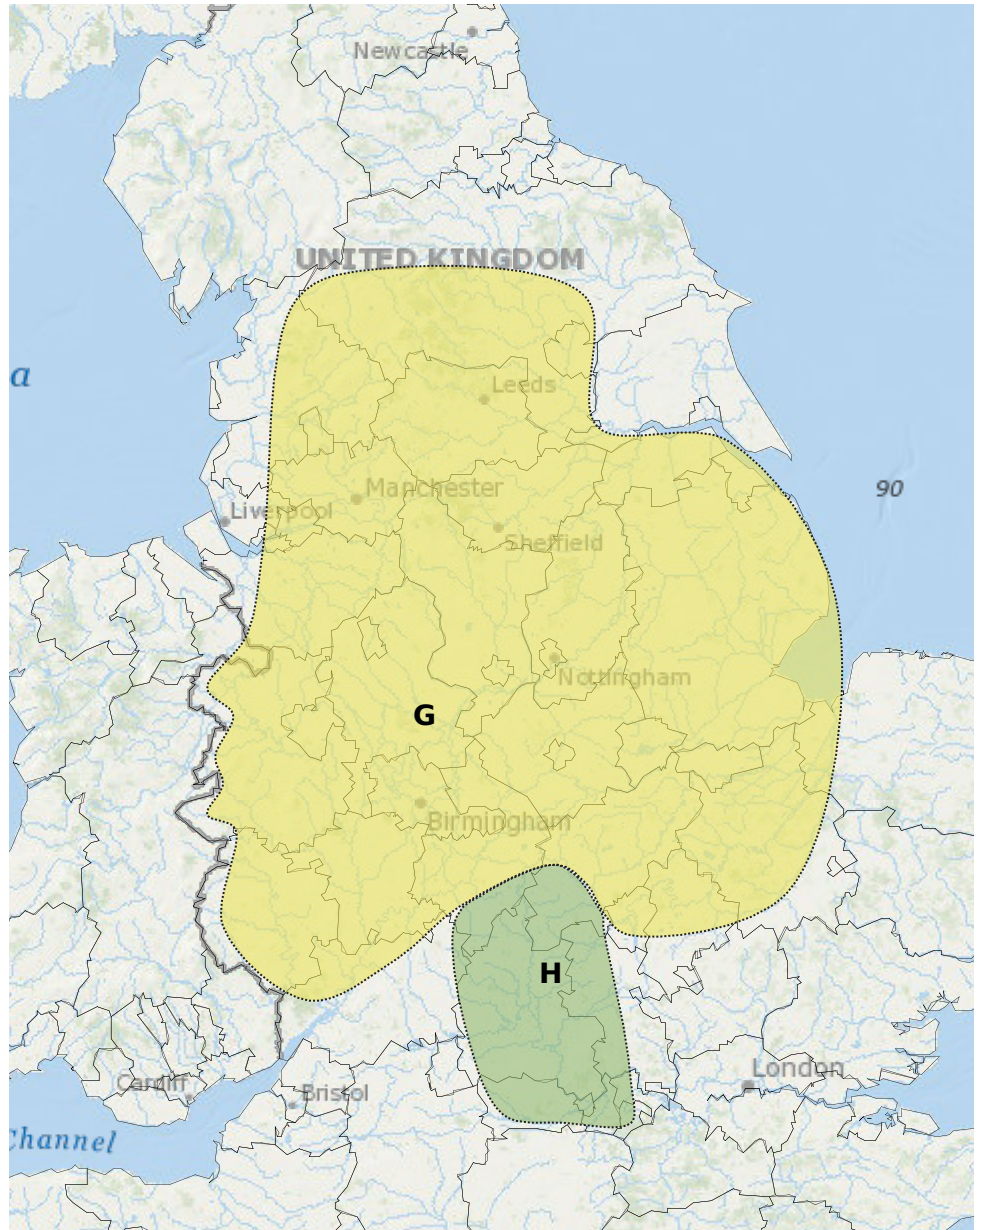 Newcastle
UNITED KINGDOM
a
Leeds
Manchester
90
Liverpool
Sheffield
Nottingham
G
Birmingham
H
London
Cardiff
Bristol
Channel